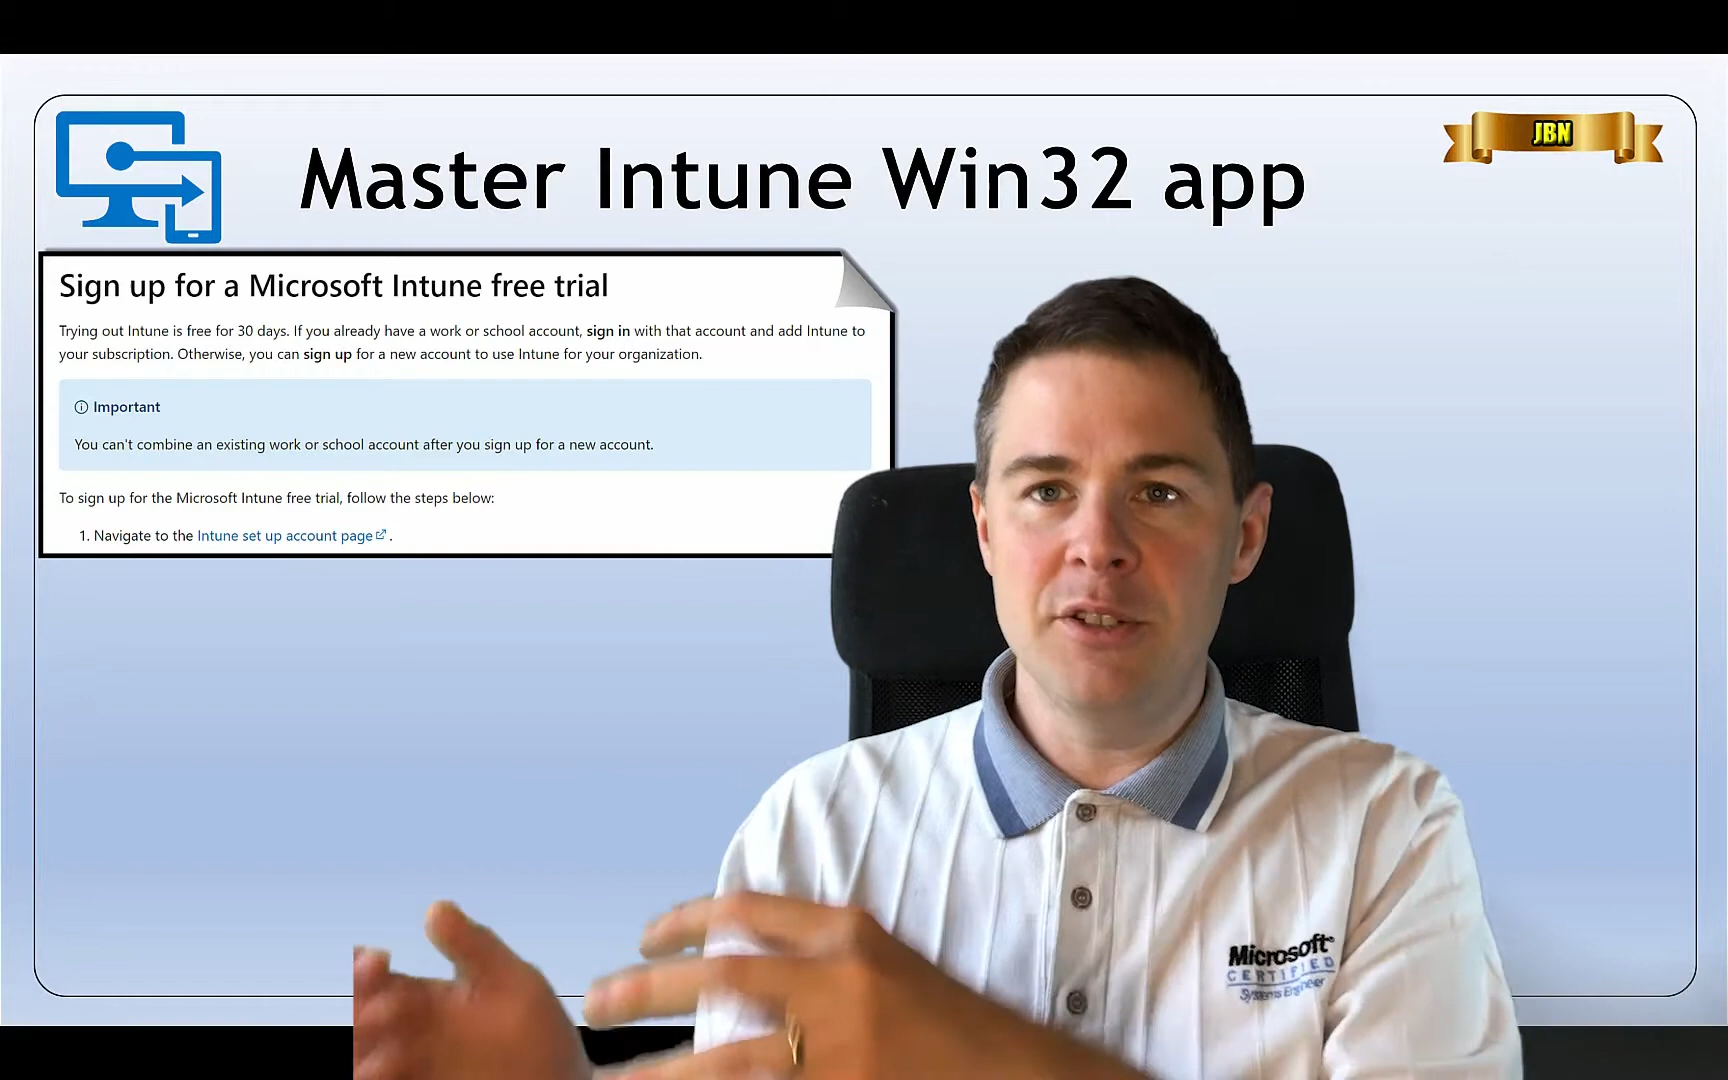 Master Intune Win32 app
JBN
Sign up for a Microsoft Intune free trial
Trying out Intune is free for 30 days. If you already have a work or school account, sign in with that account and add Intune to
your subscription. Otherwise, you can sign up for a new account to use Intune for your organization.
Important
You can't combine an existing work or school account after you sign up for a new account.
To sign up for the Microsoft Intune free trial, follow the steps below:
1. Navigate to the Intune set up account page.
Microsoft
CERTIFIED
Systems Engineer